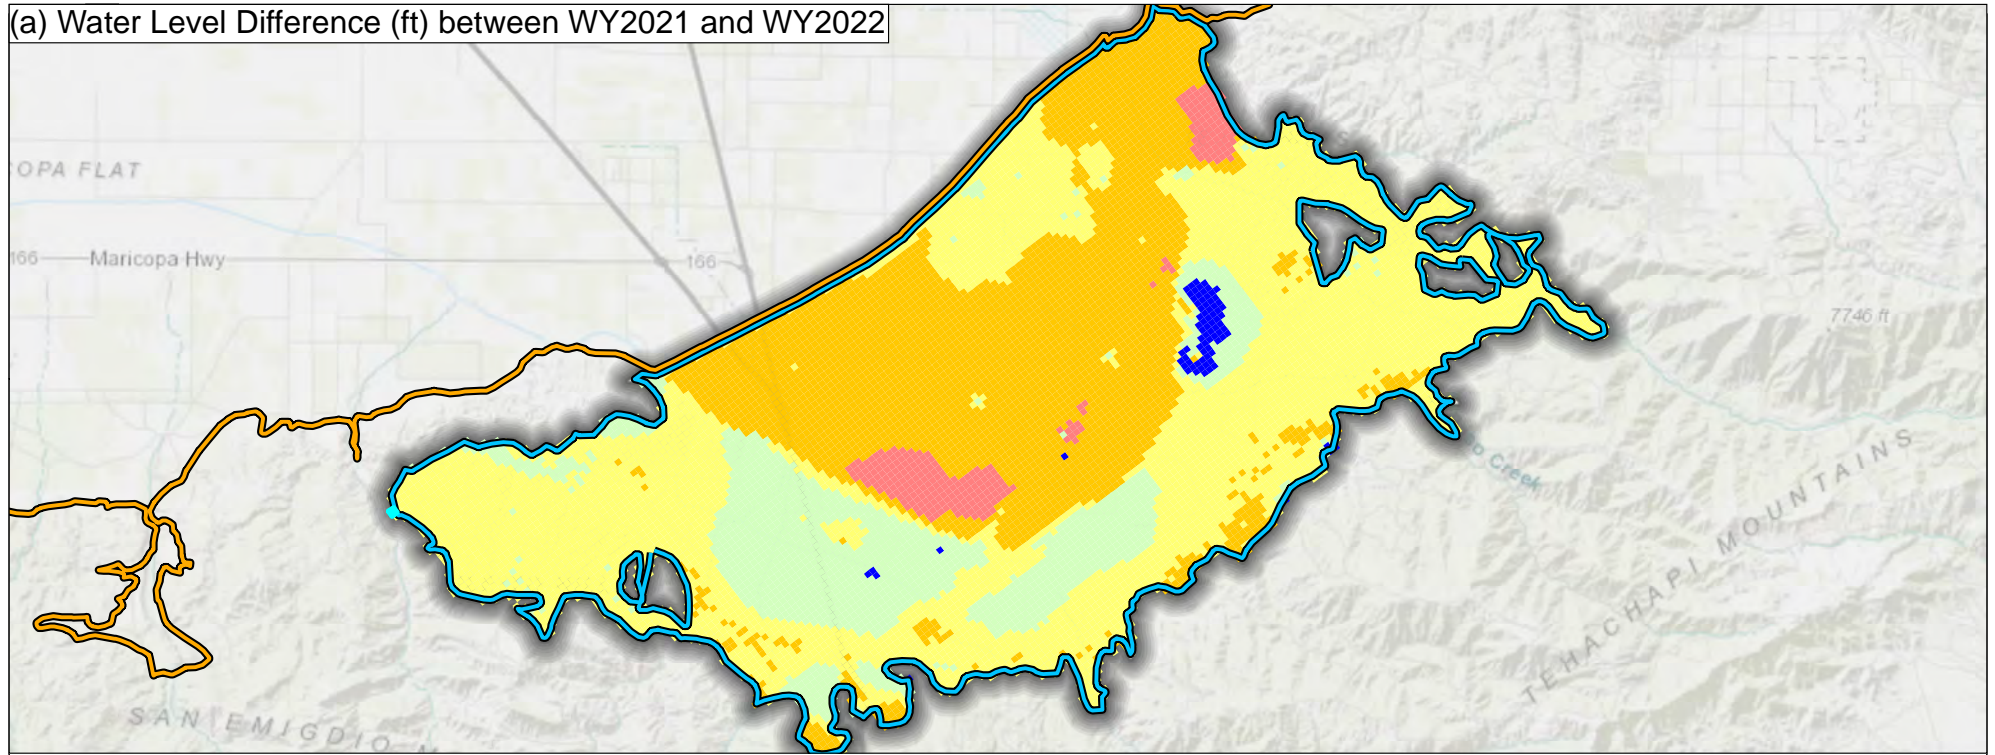 (a) Water Level Difference (ft) between WY2021 and WY2022
OPA FLAT
166
Maricopa Hwy
166
7746 ft
Creek
TEHACHAPI MOUNTAINS
SAN EMIGDIO M